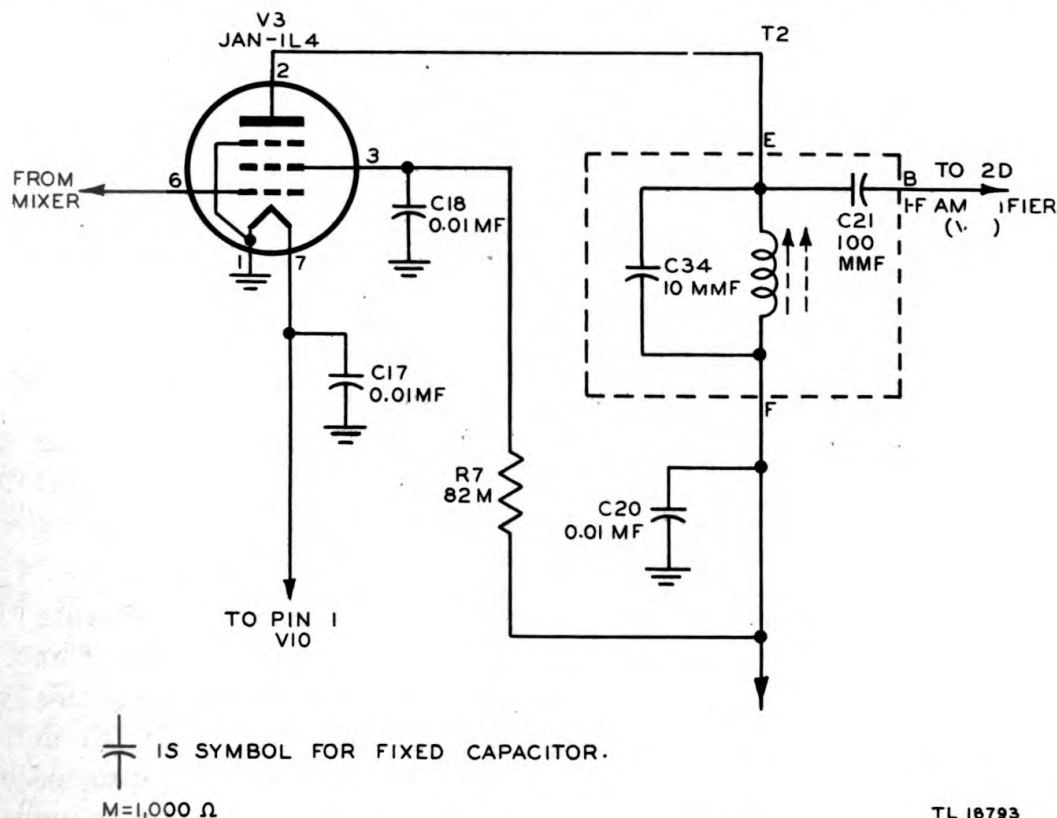 V3
JAN-1L4
T2
2
E
3
6
FROM
MIXER
B
TO 2D
C18
0.01 MF
C21
100
MMF
C34
10 MMF
1
7
C17
0.01 MF
F
R7
82 M
C20
0.01 MF
TO PIN 1
V10
IS SYMBOL FOR FIXED CAPACITOR.
M=1,000 Ω
TL 18793